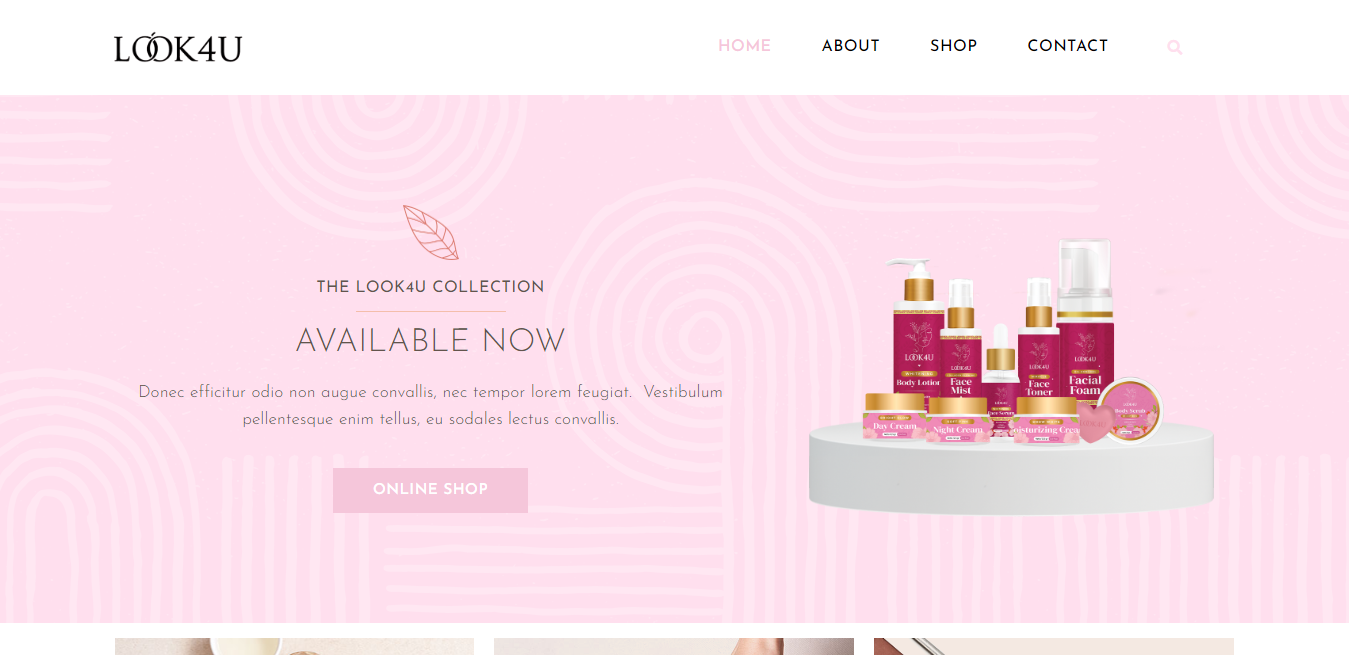 LOOK4U
HOME ABOUT SHOP CONTACT
THE LOOK4U COLLECTION
AVAILABLE NOW
Donec efficitur odio non augue convallis, nec tempor lorem feugiat. Vestibulum
pellentesque enim tellus, eu sodales lectus convallis.
ONLINE SHOP
LOOK4U
Body Lotion
LOOK4U
Face
Mist
Face Serum
LOOK4U
Face
Toner
LOOK4U
Facial
Foam
Day Cream
Night Cream
Body Scrub